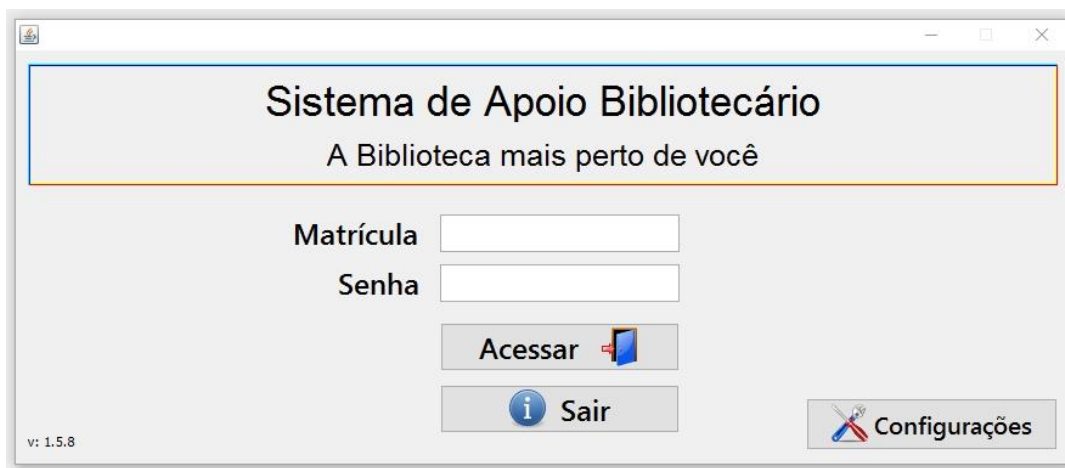 Sistema de Apoio Bibliotecário
A Biblioteca mais perto de você
Matrícula
Senha
Acessar
Sair
Configurações
v: 1.5.8